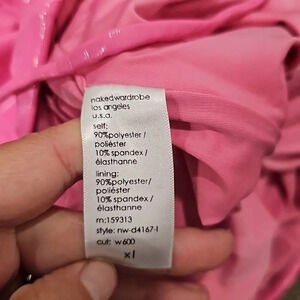 nakedwardrobe
los angeles
u.s.a.
self:
90%polyester/
poliéster
10% spandex /
élasthanne
lining:
90%polyester/
poliéster
10% spandex /
élasthanne
rn:159313
style: nw-d4167-l
cut: w600
xl